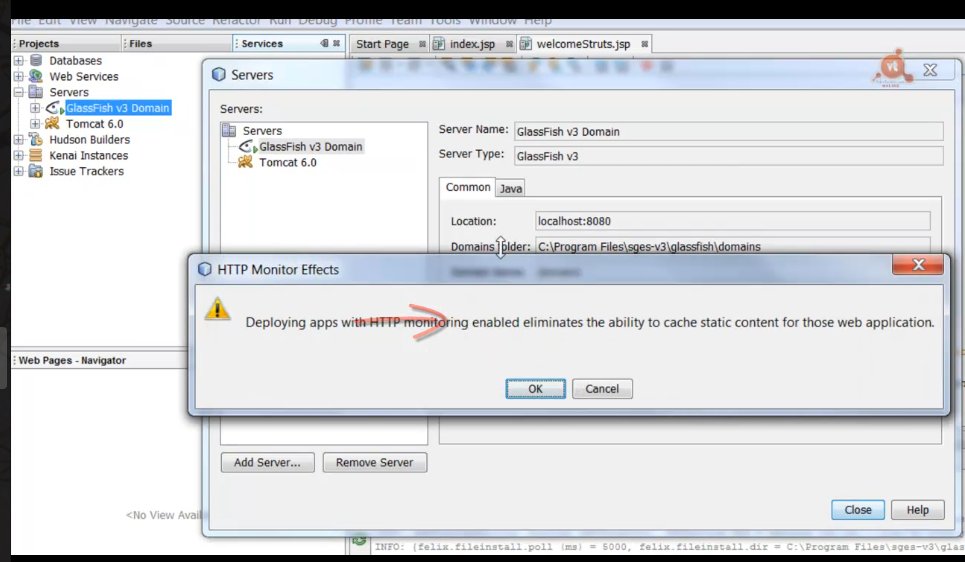 File Edit View Navigate Source Refactor Run Debug Profile Team Tools Window Help
Projects
Files
Services
Start Page
index.jsp
welcomeStruts.jsp
Databases
Web Services
Servers
GlassFish v3 Domain
Tomcat 6.0
Hudson Builders
Kenai Instances
Issue Trackers
Servers
Servers:
Servers
GlassFish v3 Domain
Tomcat 6.0
Server Name: GlassFish v3 Domain
Server Type: GlassFish v3
Common Java
Location: localhost:8080
Domains folder: C:\Program Files\sges-v3\glassfish\domains
HTTP Monitor Effects
Deploying apps with HTTP monitoring enabled eliminates the ability to cache static content for those web application.
OK Cancel
Web Pages - Navigator
Add Server... Remove Server
<No View Avail
Close Help
INFO: {felix.fileinstall.poll (ms) = 5000, felix.fileinstall.dir = C:\Program Files\sges-v3\glas